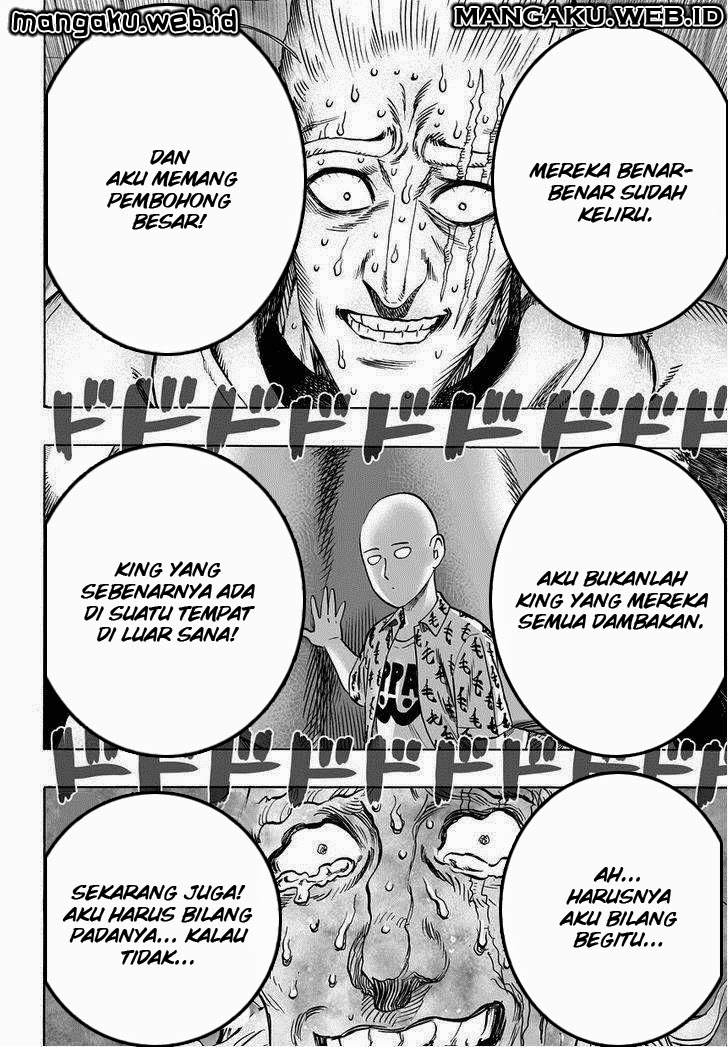 mangaku.web.id
MANGAKU.WEB.ID
MEREKA BENAR-
BENAR SUDAH
KELIRU.
DAN
AKU MEMANG
PEMBOHONG
BESAR!
ドドドドドドドドド
AKU BUKANLAH
KING YANG MEREKA
SEMUA DAMBAKAN.
KING YANG
SEBENARNYA ADA
DI SUATU TEMPAT
DI LUAR SANA!
PPA
ドドドドドドドドド
AH...
HARUSNYA
AKU BILANG
BEGITU...
SEKARANG JUGA!
AKU HARUS BILANG
PADANYA... KALAU
TIDAK...